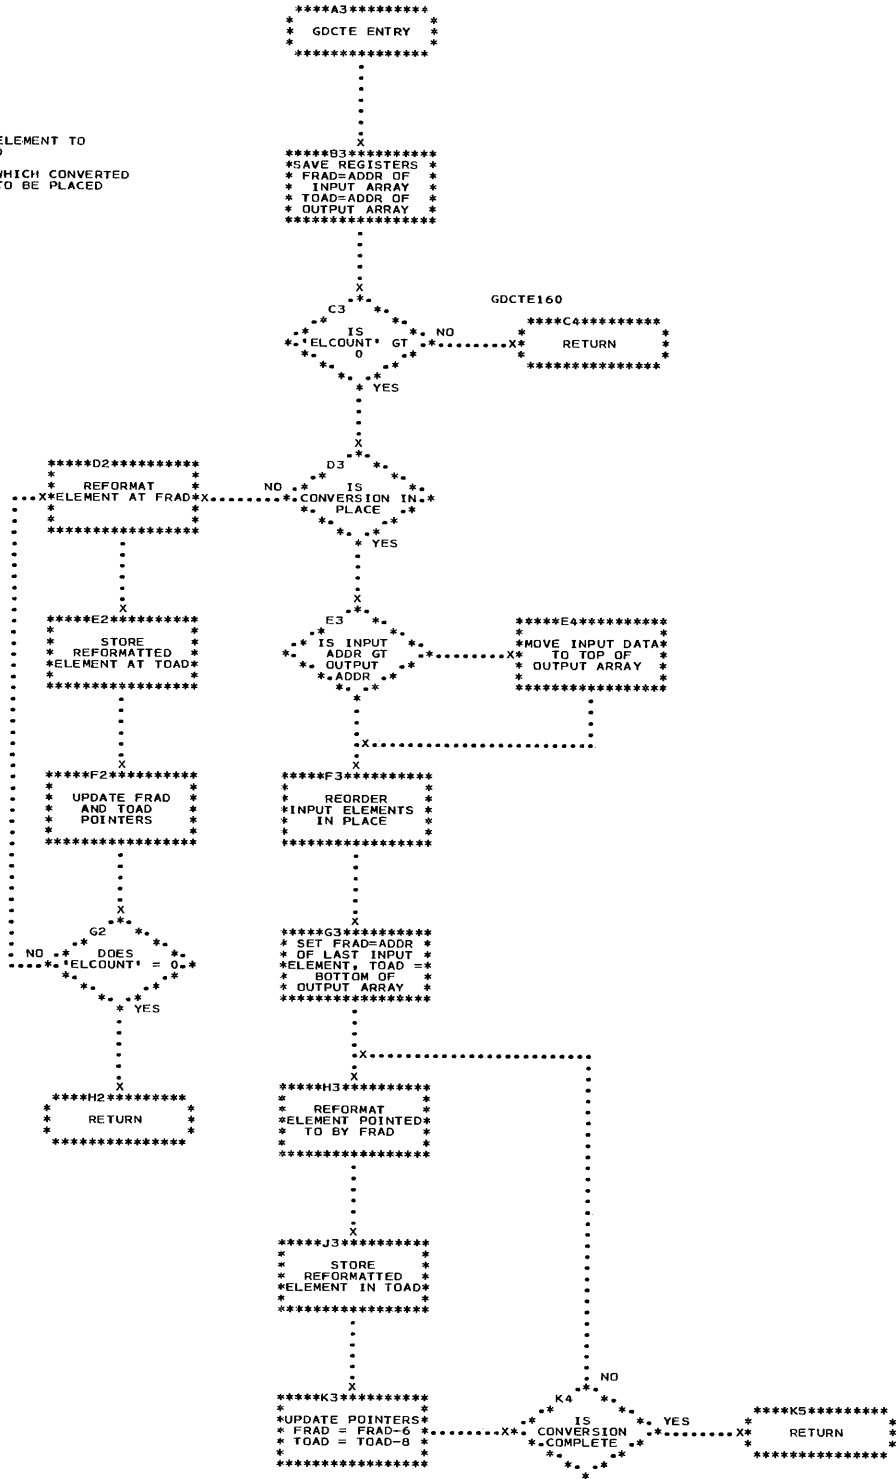 A3
GDCTE ENTRY
ELEMENT TO
WHICH CONVERTED
TO BE PLACED
B3
SAVE REGISTERS
FRAD=ADDR OF
INPUT ARRAY
TOAD=ADDR OF
OUTPUT ARRAY
C3
IS
'ELCOUNT' GT
0
NO
YES
GDCTE160
C4
RETURN
D3
IS
CONVERSION IN
PLACE
NO
YES
D2
REFORMAT
ELEMENT AT FRAD
E2
STORE
REFORMATTED
ELEMENT AT TOAD
E3
IS INPUT
ADDR GT
OUTPUT
ADDR
E4
MOVE INPUT DATA
TO TOP OF
OUTPUT ARRAY
F2
UPDATE FRAD
AND TOAD
POINTERS
F3
REORDER
INPUT ELEMENTS
IN PLACE
G2
DOES
'ELCOUNT' = 0
NO
YES
G3
SET FRAD=ADDR
OF LAST INPUT
ELEMENT, TOAD =
BOTTOM OF
OUTPUT ARRAY
H2
RETURN
H3
REFORMAT
ELEMENT POINTED
TO BY FRAD
J3
STORE
REFORMATTED
ELEMENT IN TOAD
K3
UPDATE POINTERS
FRAD = FRAD-6
TOAD = TOAD-8
K4
IS
CONVERSION
COMPLETE
NO
YES
K5
RETURN